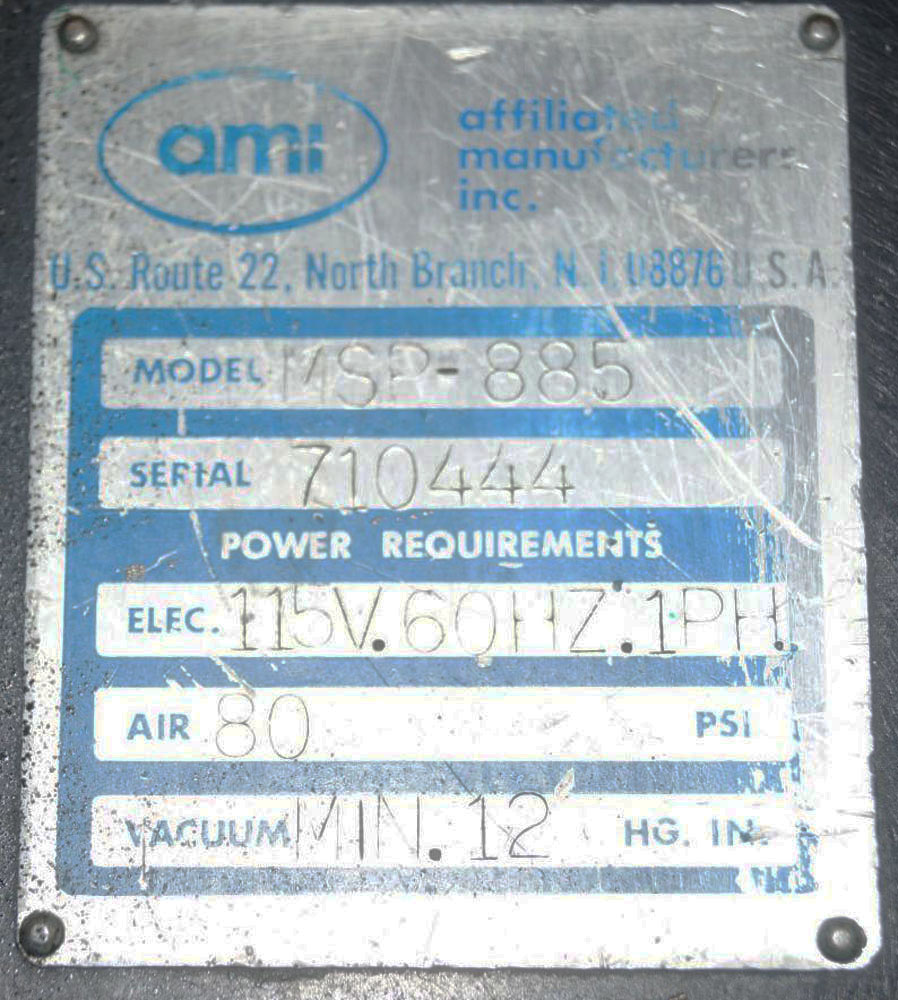 ami
affiliated
manufacturers
inc.
U.S. Route 22, North Branch, N.J. 08876 U.S.A.
MODEL MSP-885
SERIAL 710444
POWER REQUIREMENTS
ELEC. 115V.60HZ.1PH.
AIR 80 PSI
VACUUM MIN.12 HG. IN.